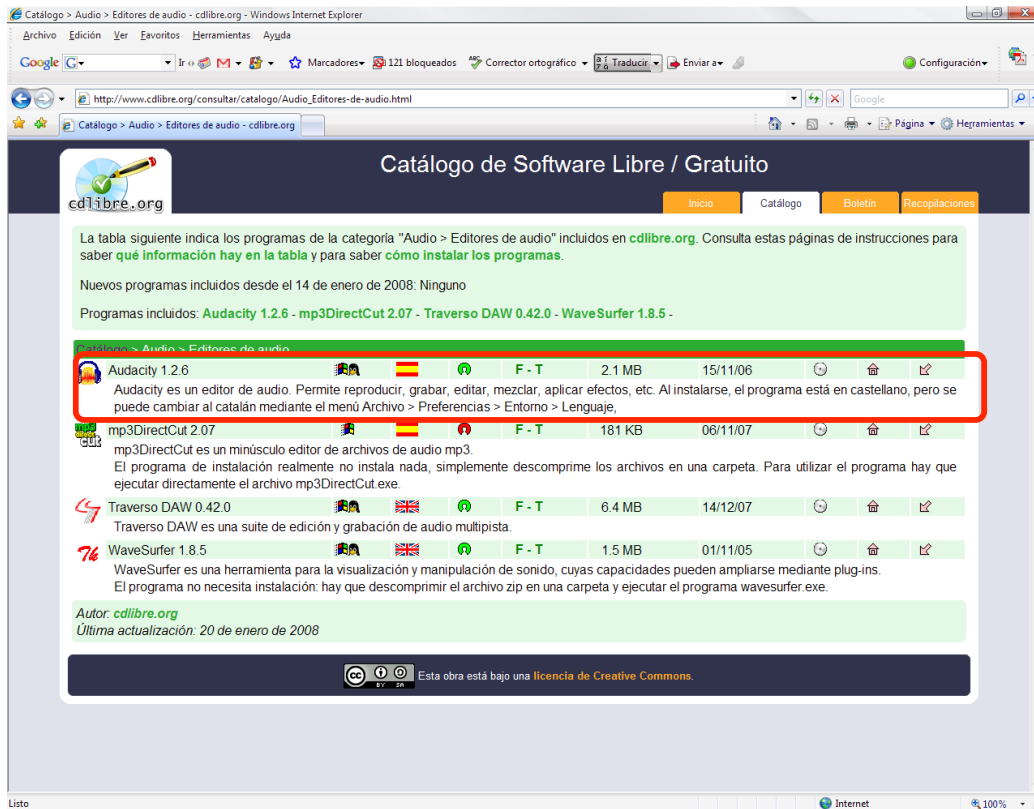 Catálogo > Audio > Editores de audio - cdlibre.org - Windows Internet Explorer
Archivo Edición Ver Favoritos Herramientas Ayuda
Google G Ir Marcadores 121 bloqueados Corrector ortográfico Traducir Enviar a Configuración
http://www.cdlibre.org/consultar/catalogo/Audio_Editores-de-audio.html Google
Catálogo > Audio > Editores de audio - cdlibre.org Página Herramientas
Catálogo de Software Libre / Gratuito
cdlibre.org
Inicio Catálogo Boletín Recopilaciones
La tabla siguiente indica los programas de la categoría "Audio > Editores de audio" incluidos en cdlibre.org. Consulta estas páginas de instrucciones para
saber qué información hay en la tabla y para saber cómo instalar los programas.
Nuevos programas incluidos desde el 14 de enero de 2008: Ninguno
Programas incluidos: Audacity 1.2.6 - mp3DirectCut 2.07 - Traverso DAW 0.42.0 - WaveSurfer 1.8.5 -
Catálogo > Audio > Editores de audio
Audacity 1.2.6 F - T 2.1 MB 15/11/06
Audacity es un editor de audio. Permite reproducir, grabar, editar, mezclar, aplicar efectos, etc. Al instalarse, el programa está en castellano, pero se
puede cambiar al catalán mediante el menú Archivo > Preferencias > Entorno > Lenguaje,
mp3 direct cut mp3DirectCut 2.07 F - T 181 KB 06/11/07
mp3DirectCut es un minúsculo editor de archivos de audio mp3.
El programa de instalación realmente no instala nada, simplemente descomprime los archivos en una carpeta. Para utilizar el programa hay que
ejecutar directamente el archivo mp3DirectCut.exe.
Traverso DAW 0.42.0 F - T 6.4 MB 14/12/07
Traverso DAW es una suite de edición y grabación de audio multipista.
WaveSurfer 1.8.5 F - T 1.5 MB 01/11/05
WaveSurfer es una herramienta para la visualización y manipulación de sonido, cuyas capacidades pueden ampliarse mediante plug-ins.
El programa no necesita instalación: hay que descomprimir el archivo zip en una carpeta y ejecutar el programa wavesurfer.exe.
Autor: cdlibre.org
Última actualización: 20 de enero de 2008
cc BY SA Esta obra está bajo una licencia de Creative Commons.
Listo Internet 100%